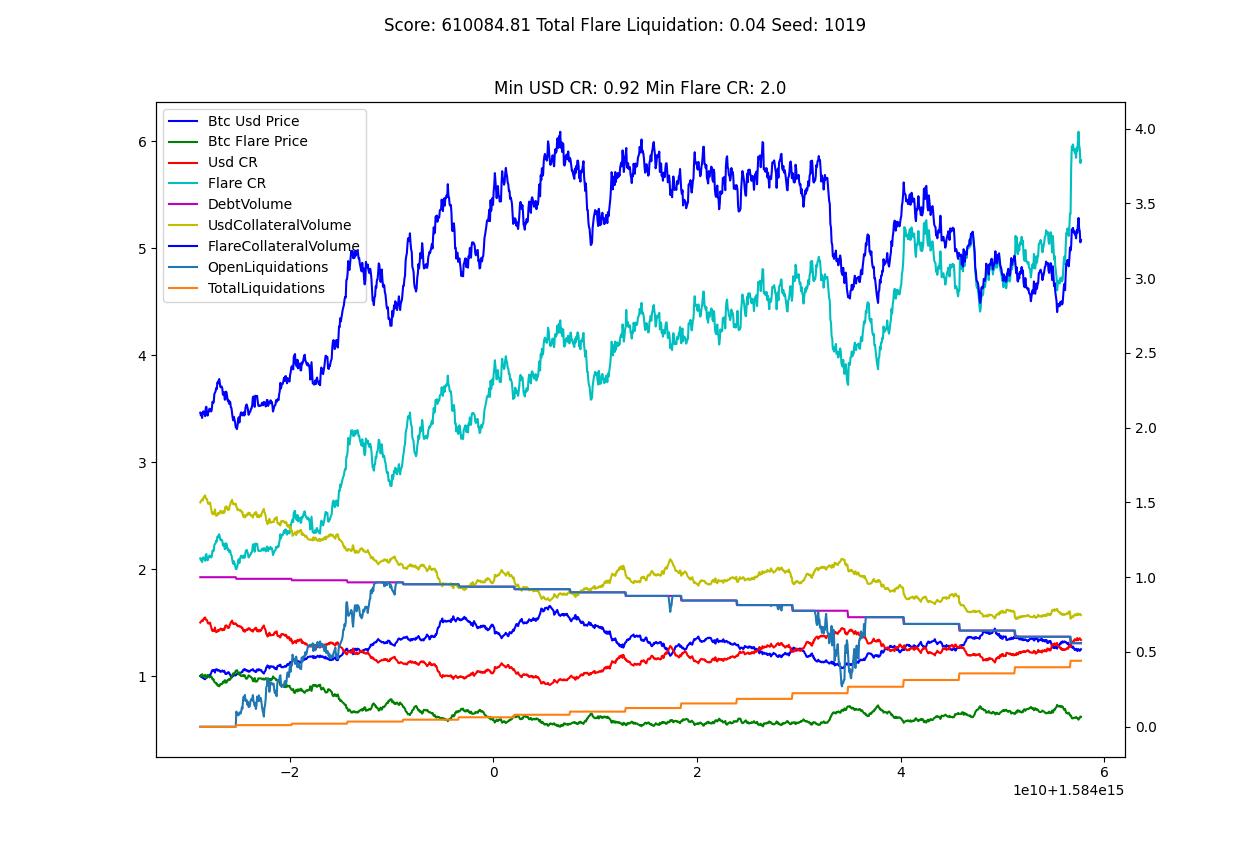 Score: 610084.81 Total Flare Liquidation: 0.04 Seed: 1019
Min USD CR: 0.92 Min Flare CR: 2.0
Btc Usd Price
Btc Flare Price
Usd CR
Flare CR
DebtVolume
UsdCollateralVolume
FlareCollateralVolume
OpenLiquidations
TotalLiquidations
6
5
4
3
2
1
4.0
3.5
3.0
2.5
2.0
1.5
1.0
0.5
0.0
−2 0 2 4 6
1e10+1.584e15